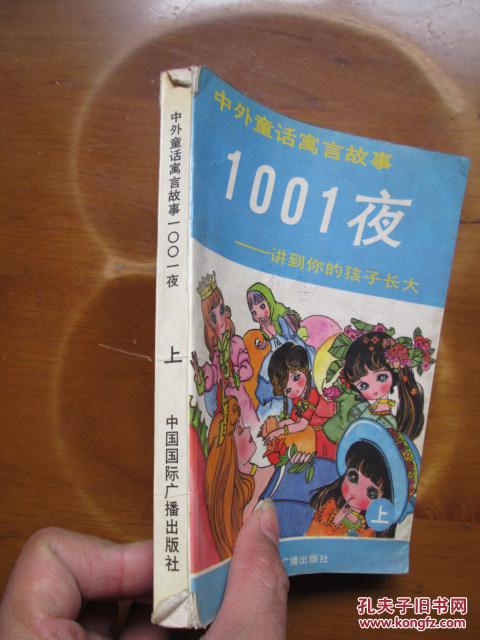 中外童话寓言故事一〇〇一夜
上
中国国际广播出版社
中外童话寓言故事
1001夜
——讲到你的孩子长大
上
广播出版社
孔夫子旧书网
www.kongfz.com